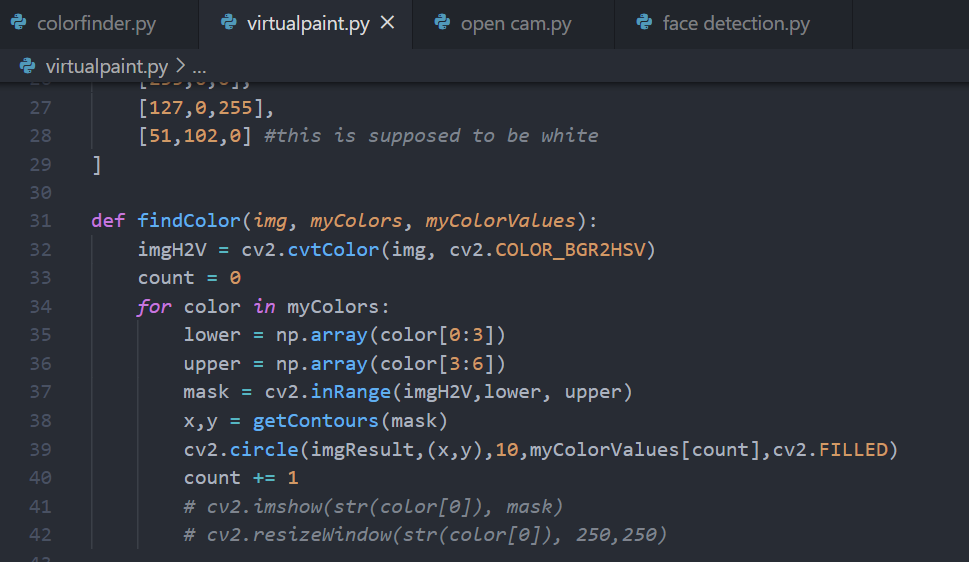 colorfinder.py virtualpaint.py × open cam.py face detection.py
virtualpaint.py > ...
27 [127,0,255],
28 [51,102,0] #this is supposed to be white
29 ]
30
31 def findColor(img, myColors, myColorValues):
32 imgH2V = cv2.cvtColor(img, cv2.COLOR_BGR2HSV)
33 count = 0
34 for color in myColors:
35 lower = np.array(color[0:3])
36 upper = np.array(color[3:6])
37 mask = cv2.inRange(imgH2V,lower, upper)
38 x,y = getContours(mask)
39 cv2.circle(imgResult,(x,y),10,myColorValues[count],cv2.FILLED)
40 count += 1
41 # cv2.imshow(str(color[0]), mask)
42 # cv2.resizeWindow(str(color[0]), 250,250)